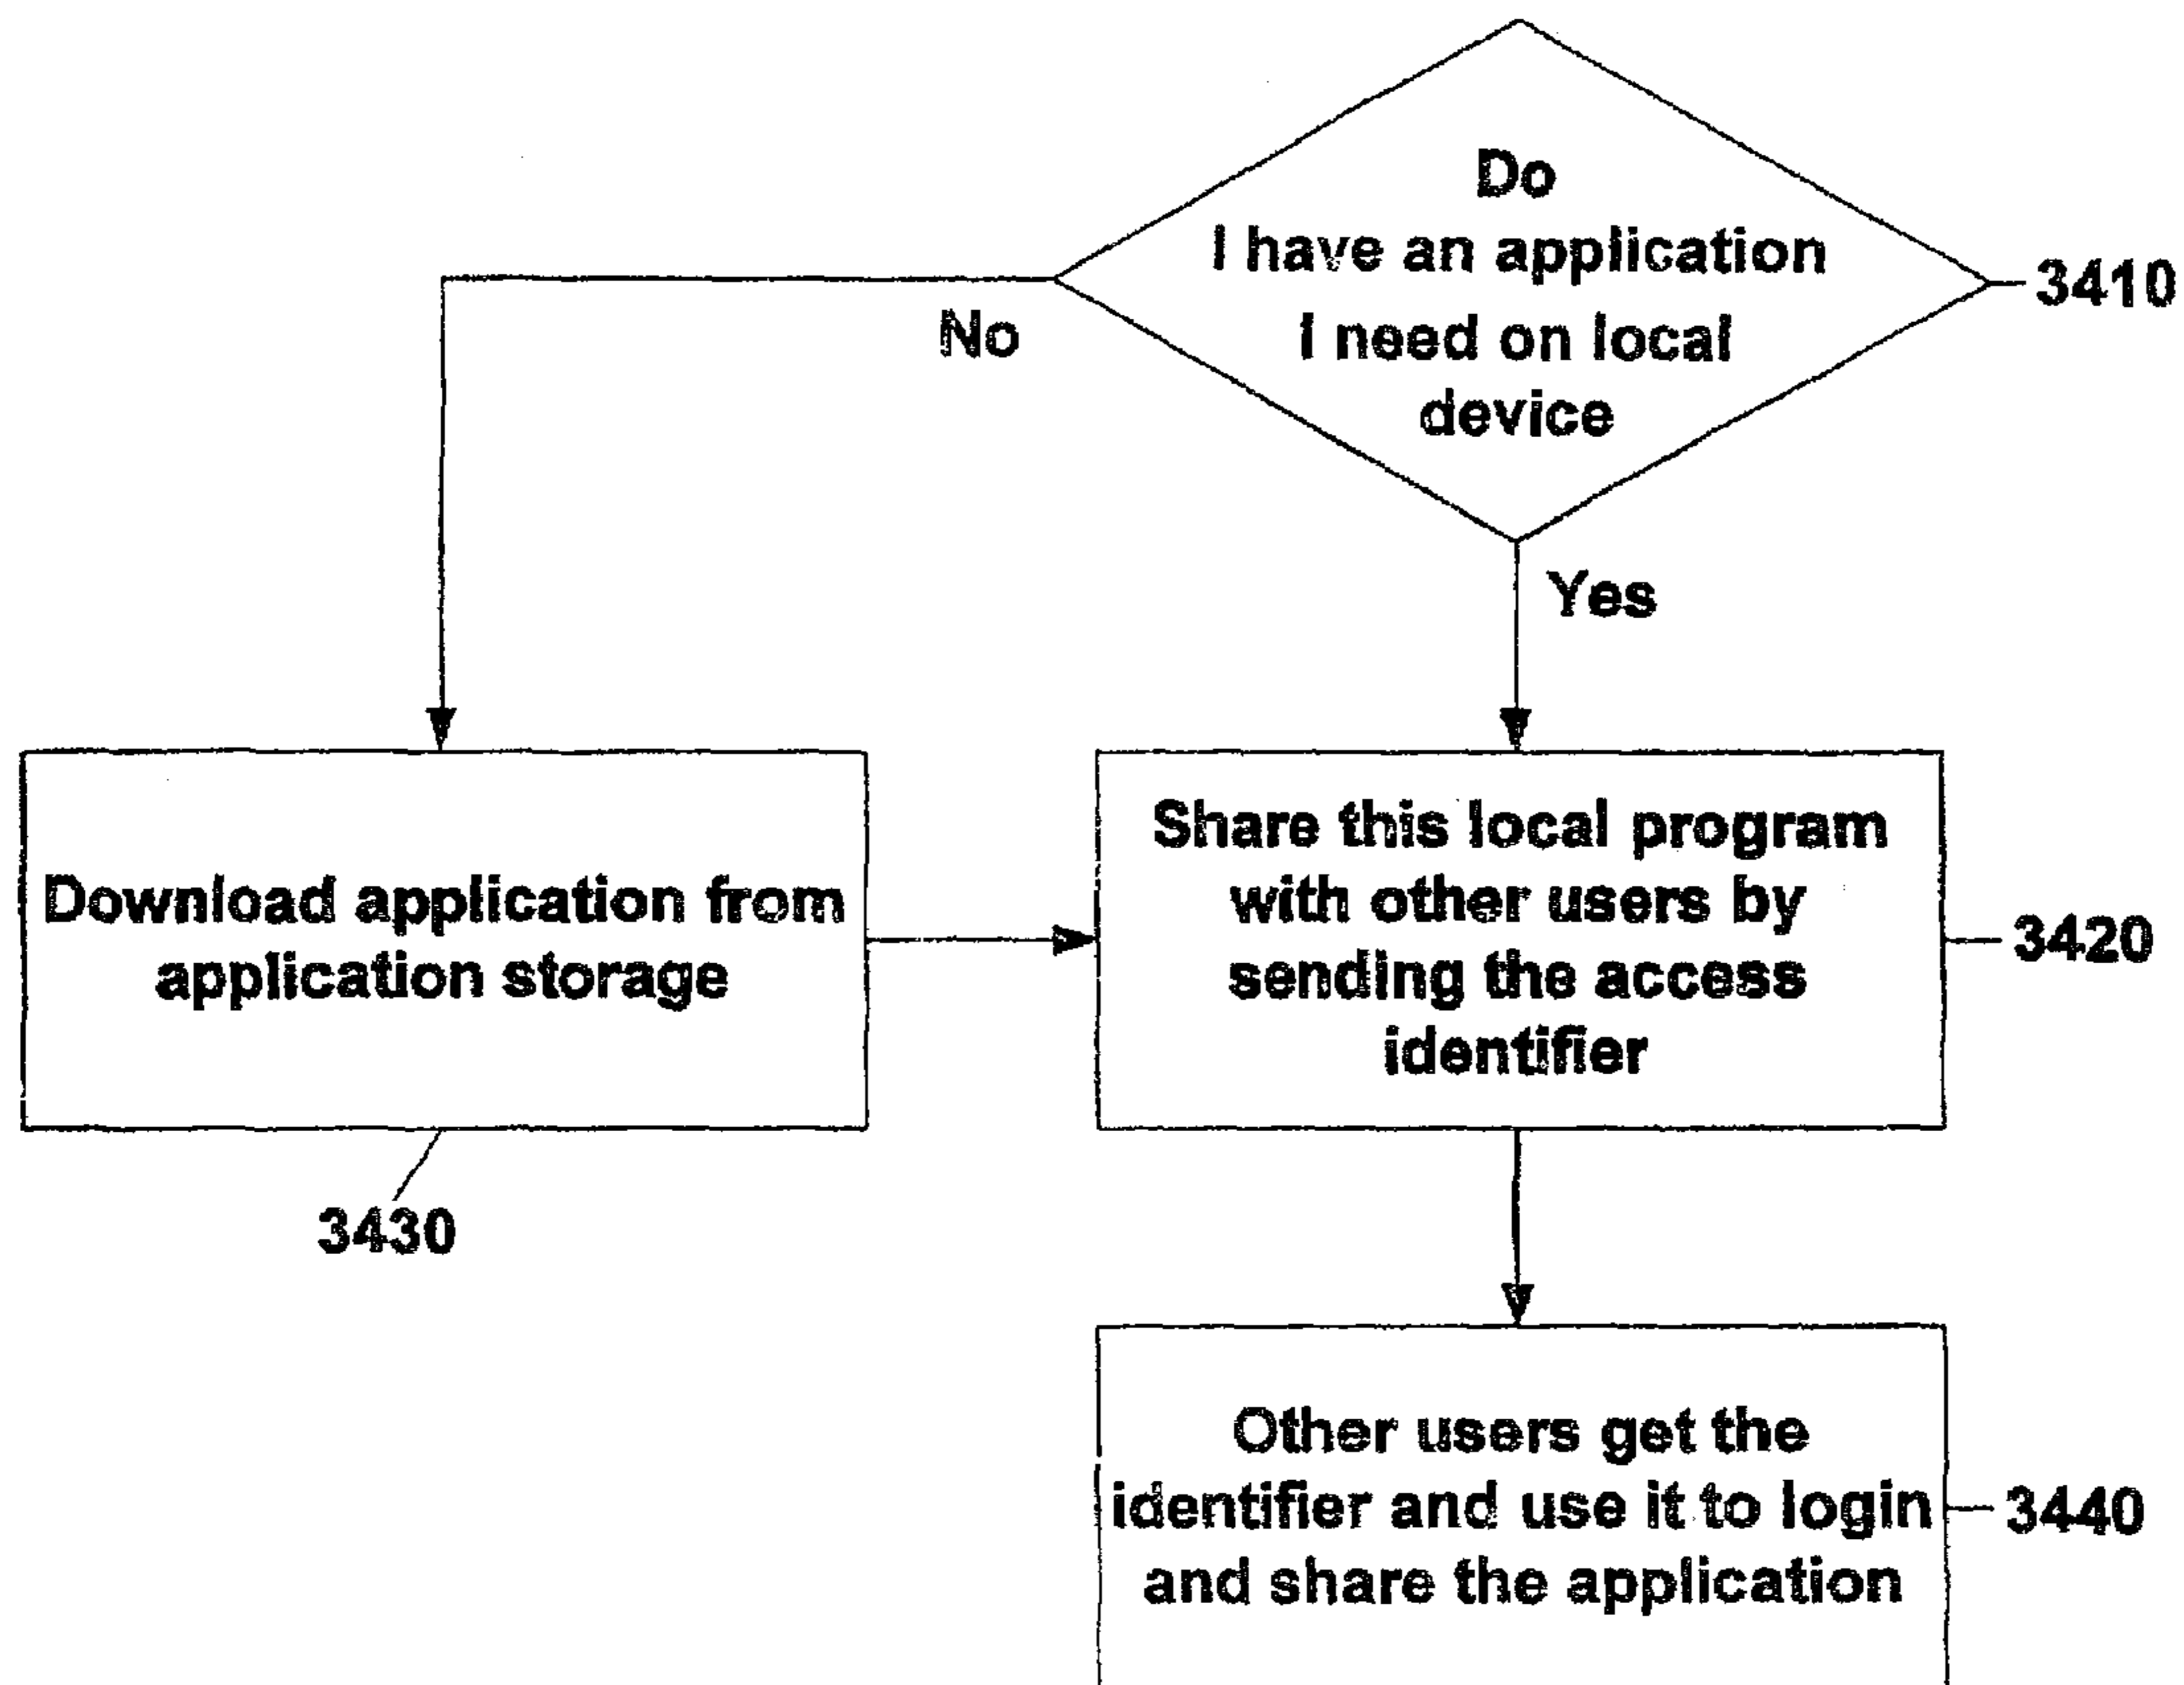 Do
I have an application
I need on local
device
3410
No
Yes
Download application from
application storage
3430
Share this local program
with other users by
sending the access
identifier
3420
Other users get the
identifier and use it to login
and share the application
3440